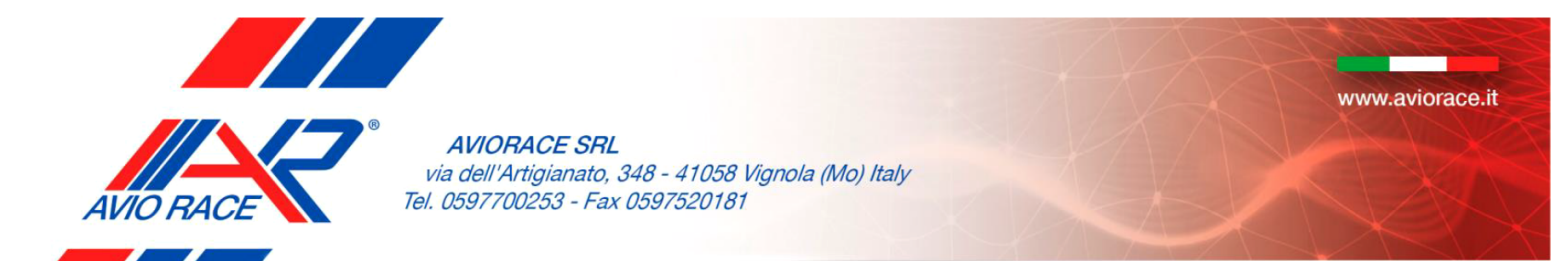 www.aviorace.it
AR®
AVIO RACE
AVIORACE SRL
via dell'Artigianato, 348 - 41058 Vignola (Mo) Italy
Tel. 0597700253 - Fax 0597520181